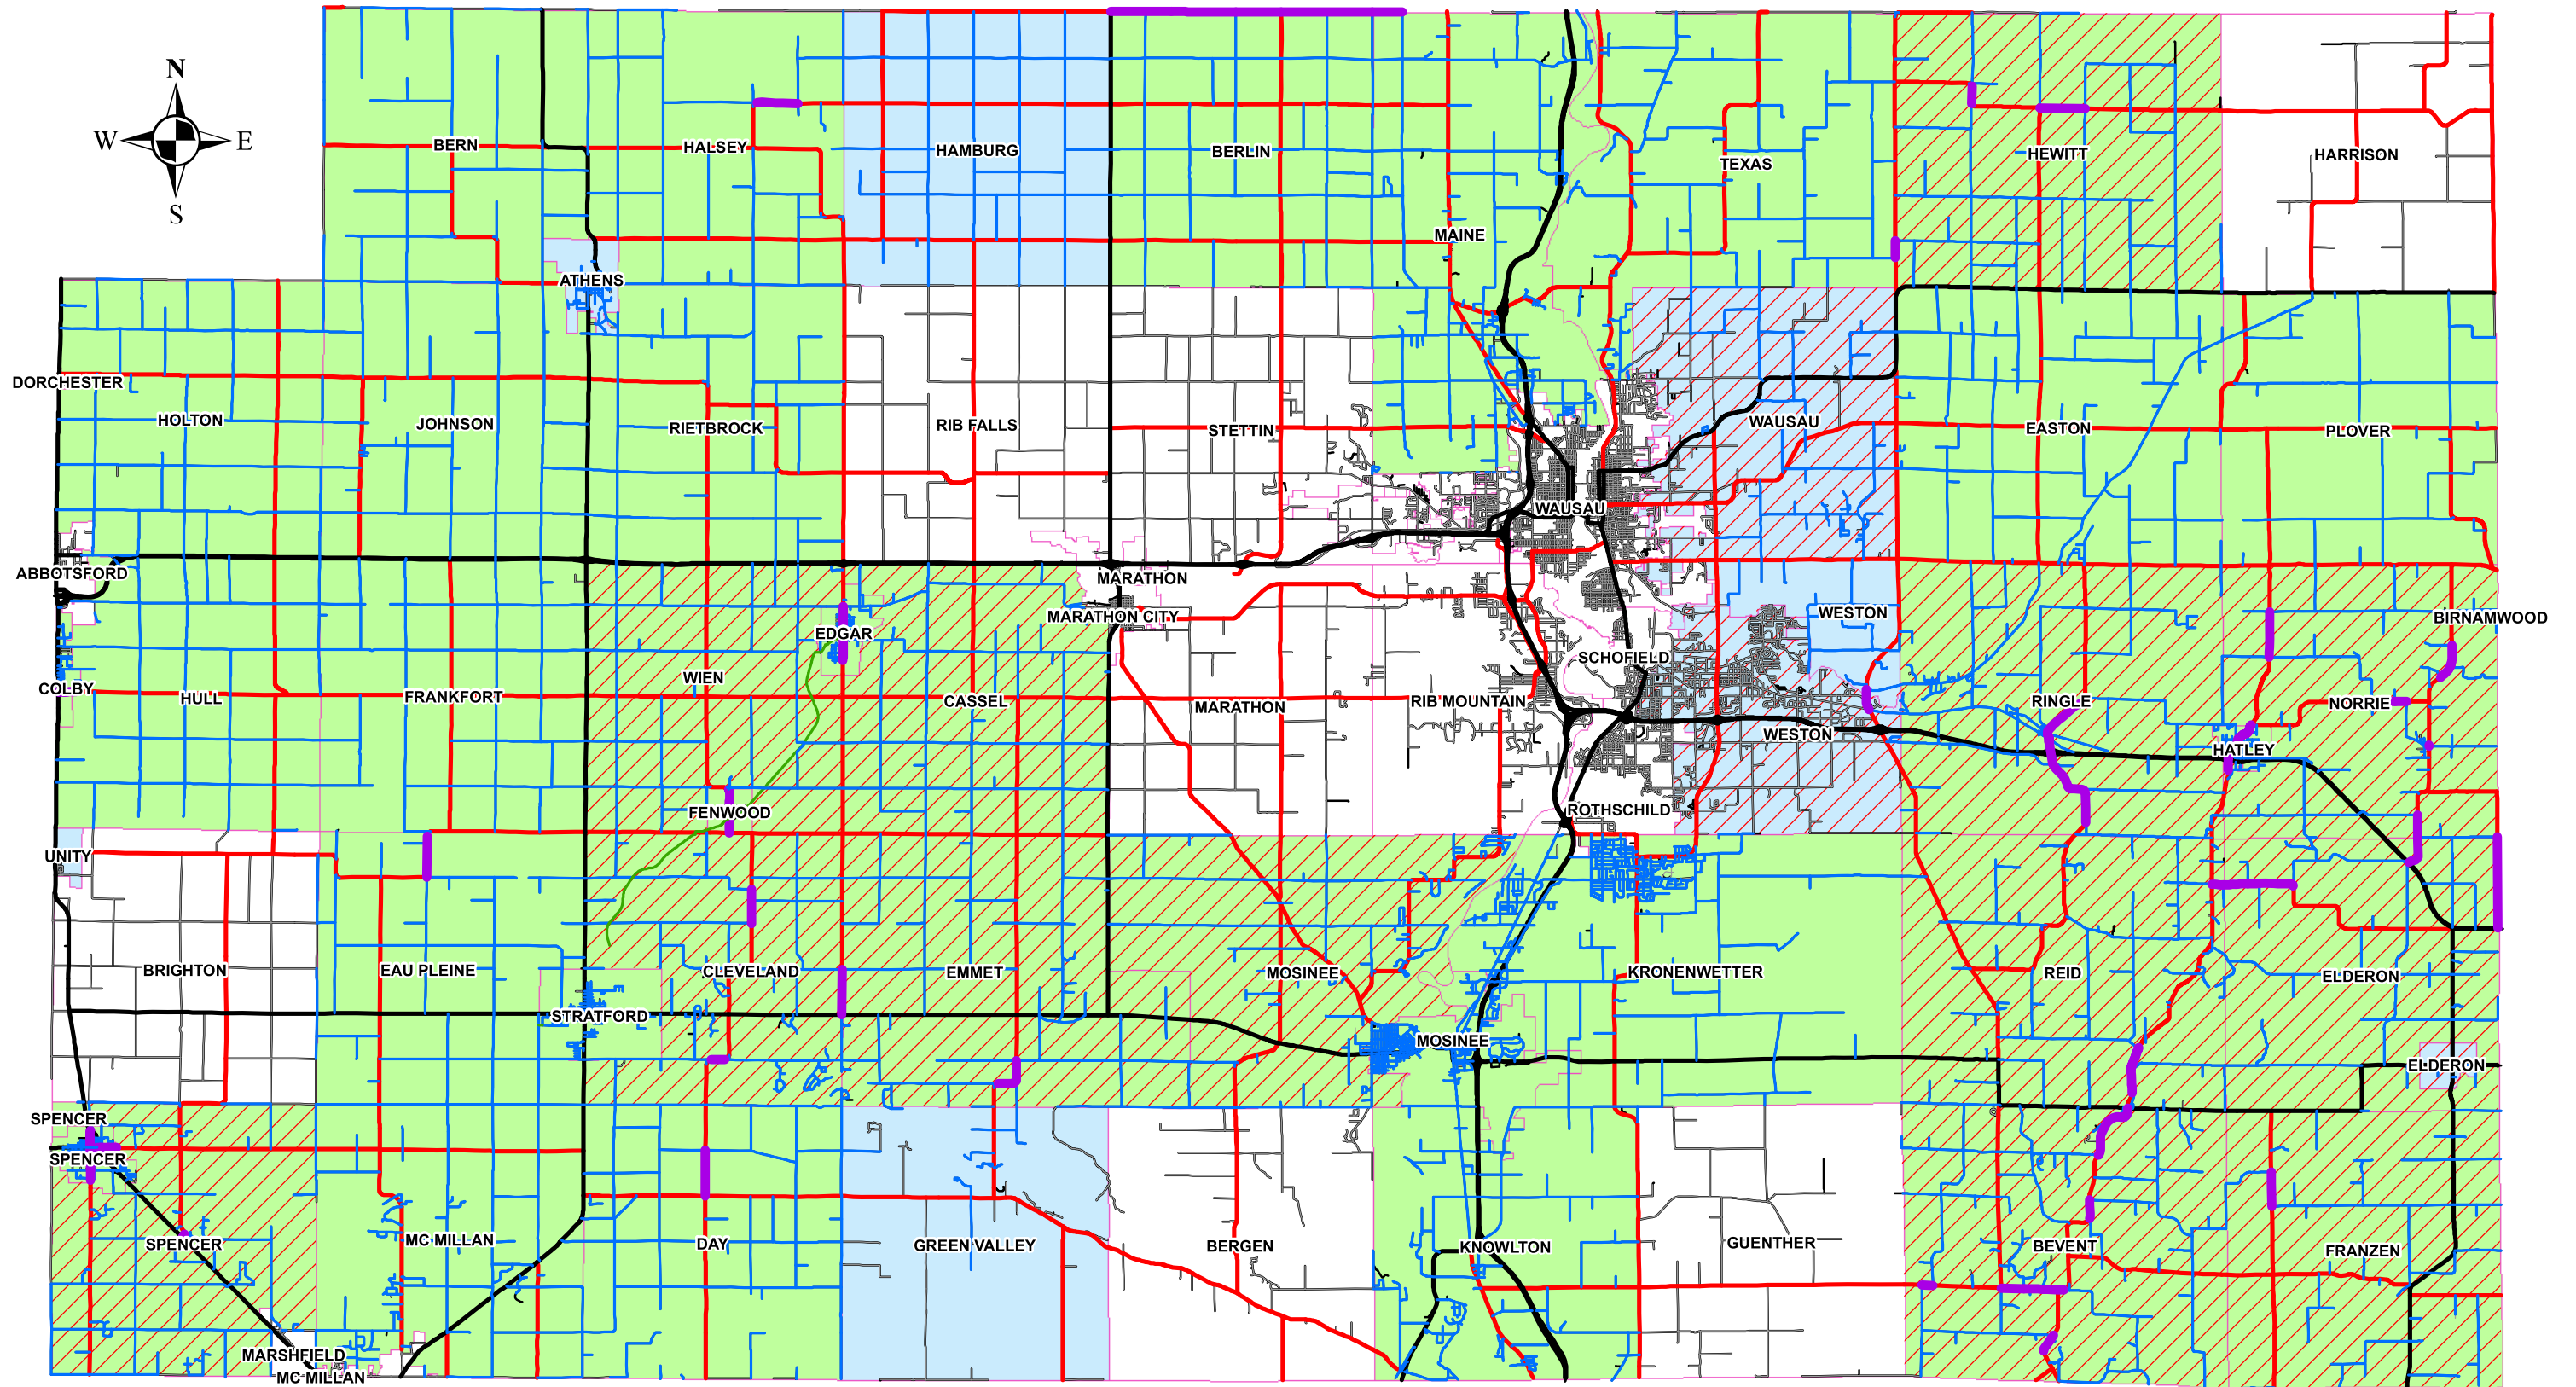 N
W E
S
BERN
HALSEY
HAMBURG
BERLIN
TEXAS
HEWITT
HARRISON
MAINE
ATHENS
DORCHESTER
HOLTON
JOHNSON
RIETBROCK
RIB FALLS
STETTIN
WAUSAU
EASTON
PLOVER
WAUSAU
ABBOTSFORD
MARATHON
MARATHON CITY
EDGAR
WESTON
BIRNAMWOOD
SCHOFIELD
COLBY
HULL
FRANKFORT
WIEN
CASSEL
MARATHON
RIB MOUNTAIN
RINGLE
NORRIE
WESTON
HATLEY
FENWOOD
ROTHSCHILD
UNITY
BRIGHTON
EAU PLEINE
CLEVELAND
EMMET
MOSINEE
KRONENWETTER
REID
ELDERON
STRATFORD
MOSINEE
ELDERON
SPENCER
SPENCER
SPENCER
MC MILLAN
DAY
GREEN VALLEY
BERGEN
KNOWLTON
GUENTHER
BEVENT
FRANZEN
MARSHFIELD
MC MILLAN